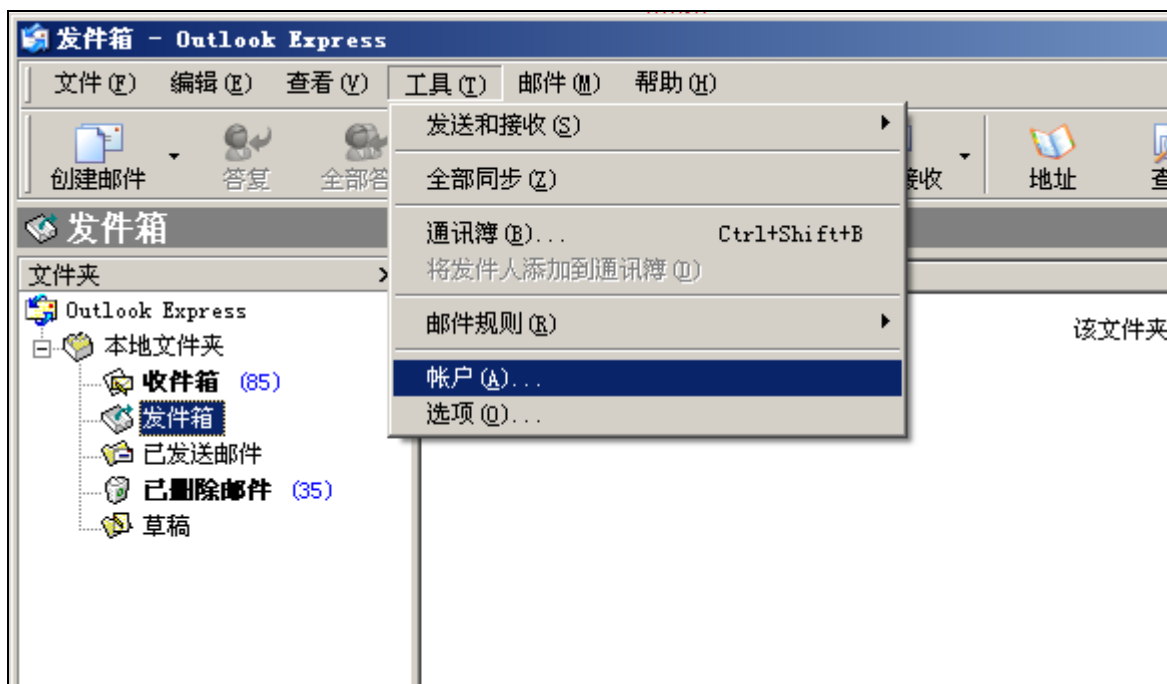 发件箱 - Outlook Express
文件(F) 编辑(E) 查看(V) 工具(T) 邮件(M) 帮助(H)
创建邮件 答复 全部答 接收 地址
发送和接收(S)
全部同步(Z)
通讯簿(B)... Ctrl+Shift+B
将发件人添加到通讯簿(D)
邮件规则(R)
帐户(A)...
选项(O)...
发件箱
文件夹
Outlook Express
本地文件夹
收件箱 (85)
发件箱
已发送邮件
已删除邮件 (35)
草稿
该文件夹